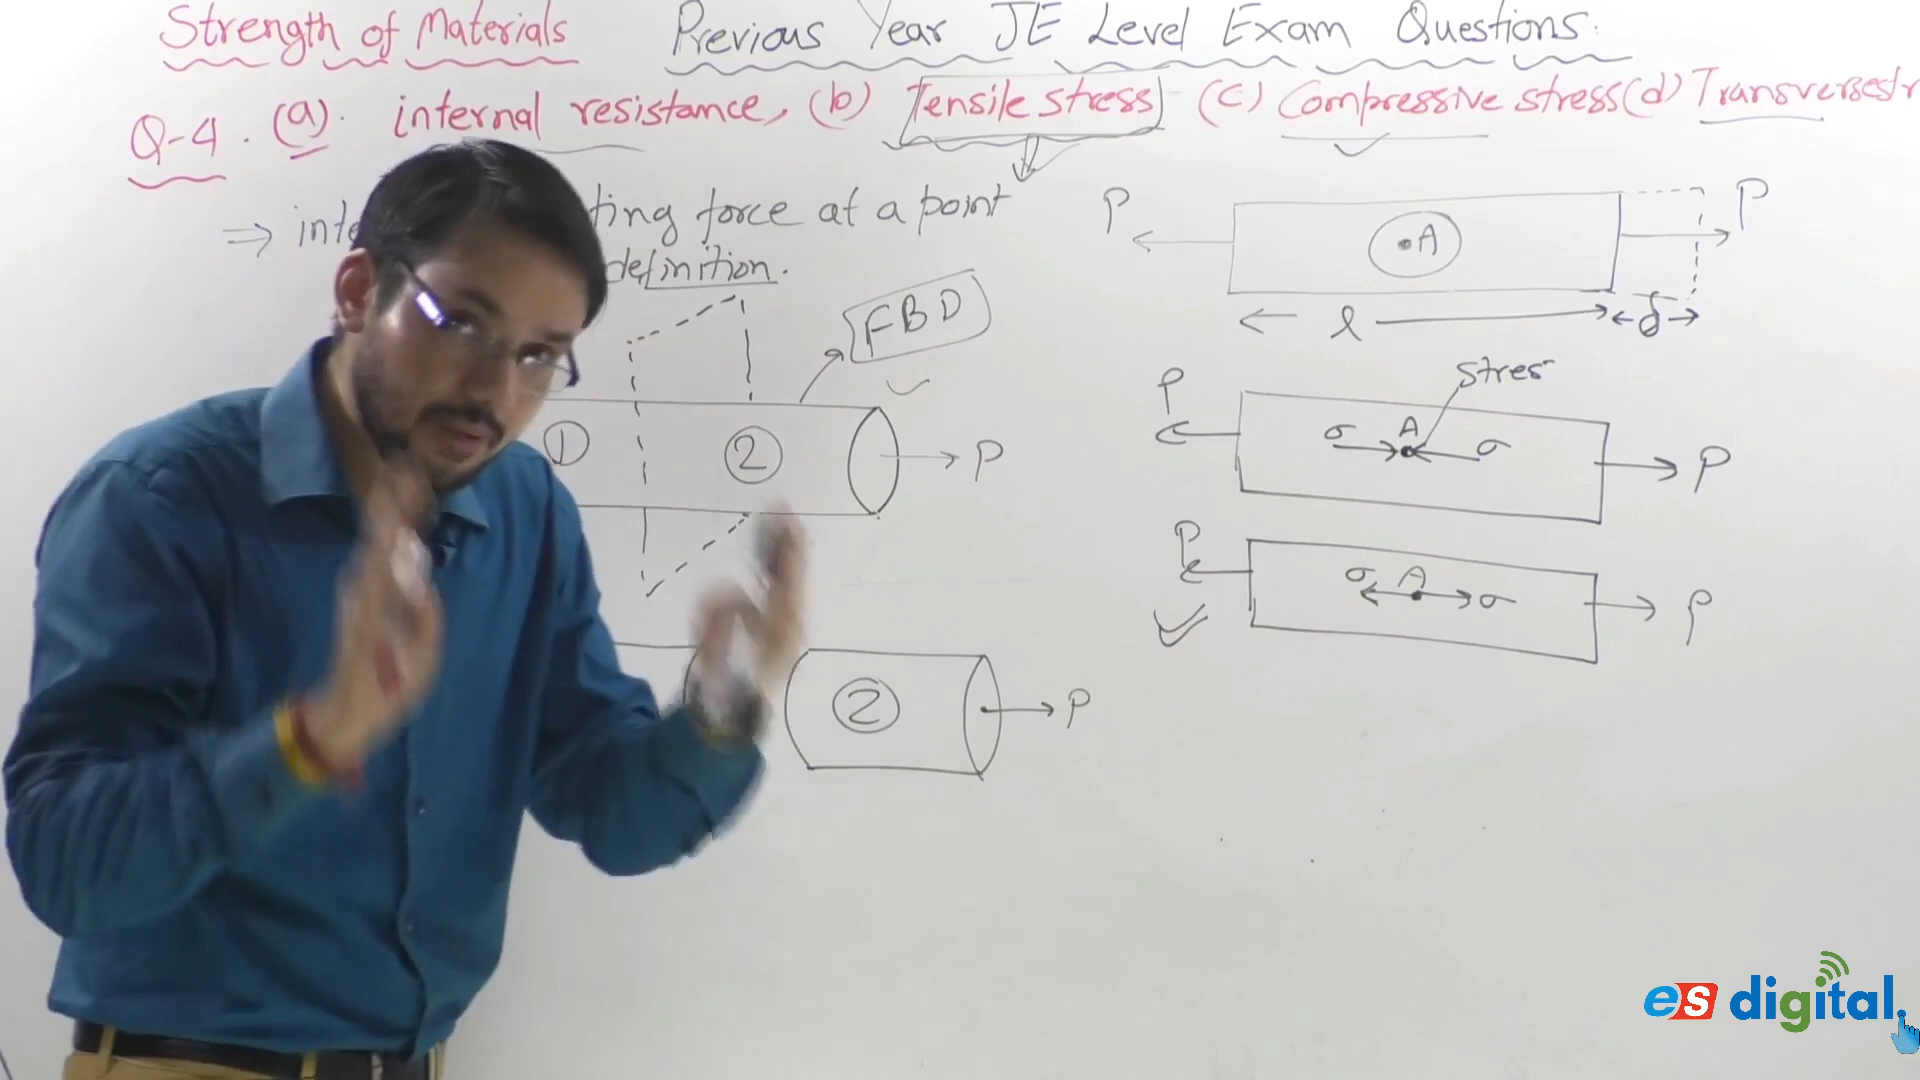 Strength of Materials Previous Year JE Level Exam Questions.
Q-4. (a). internal resistance, (b) Tensile stress (c) Compressive stress (d) Transverse
⇒ force at a point
definition.
FBD
① ② P
② P
P •A P
← l → ← δ →
Stres
P σ A σ P
P σ A σ P
es digital.